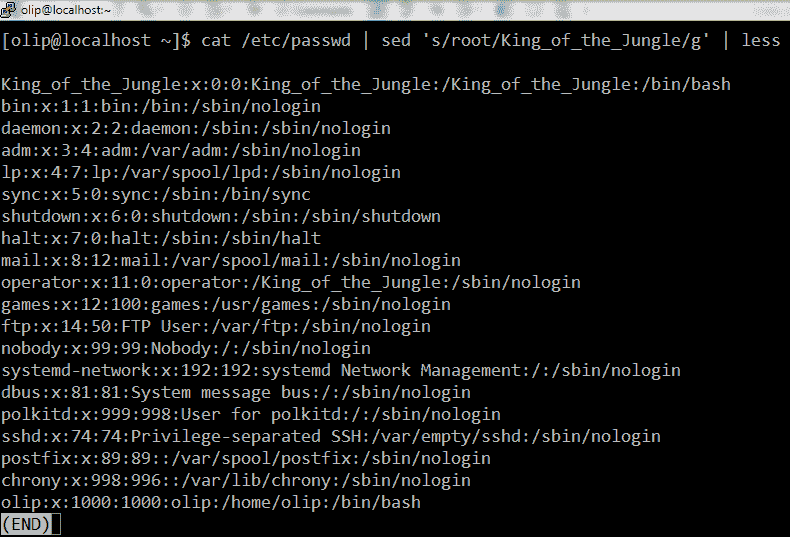 olip@localhost:~
[olip@localhost ~]$ cat /etc/passwd | sed 's/root/King_of_the_Jungle/g' | less
King_of_the_Jungle:x:0:0:King_of_the_Jungle:/King_of_the_Jungle:/bin/bash
bin:x:1:1:bin:/bin:/sbin/nologin
daemon:x:2:2:daemon:/sbin:/sbin/nologin
adm:x:3:4:adm:/var/adm:/sbin/nologin
lp:x:4:7:lp:/var/spool/lpd:/sbin/nologin
sync:x:5:0:sync:/sbin:/bin/sync
shutdown:x:6:0:shutdown:/sbin:/sbin/shutdown
halt:x:7:0:halt:/sbin:/sbin/halt
mail:x:8:12:mail:/var/spool/mail:/sbin/nologin
operator:x:11:0:operator:/King_of_the_Jungle:/sbin/nologin
games:x:12:100:games:/usr/games:/sbin/nologin
ftp:x:14:50:FTP User:/var/ftp:/sbin/nologin
nobody:x:99:99:Nobody:/:/sbin/nologin
systemd-network:x:192:192:systemd Network Management:/:/sbin/nologin
dbus:x:81:81:System message bus:/:/sbin/nologin
polkitd:x:999:998:User for polkitd:/:/sbin/nologin
sshd:x:74:74:Privilege-separated SSH:/var/empty/sshd:/sbin/nologin
postfix:x:89:89::/var/spool/postfix:/sbin/nologin
chrony:x:998:996::/var/lib/chrony:/sbin/nologin
olip:x:1000:1000:olip:/home/olip:/bin/bash
(END)